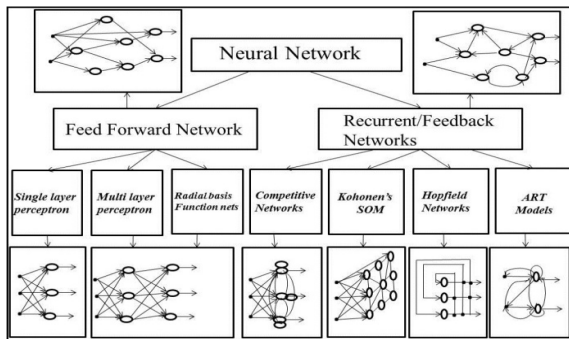 Neural Network
Feed Forward Network
Recurrent/Feedback
Networks
Single layer
perceptron
Multi layer
perceptron
Radial basis
Function nets
Competitive
Networks
Kohonen's
SOM
Hopfield
Networks
ART
Models